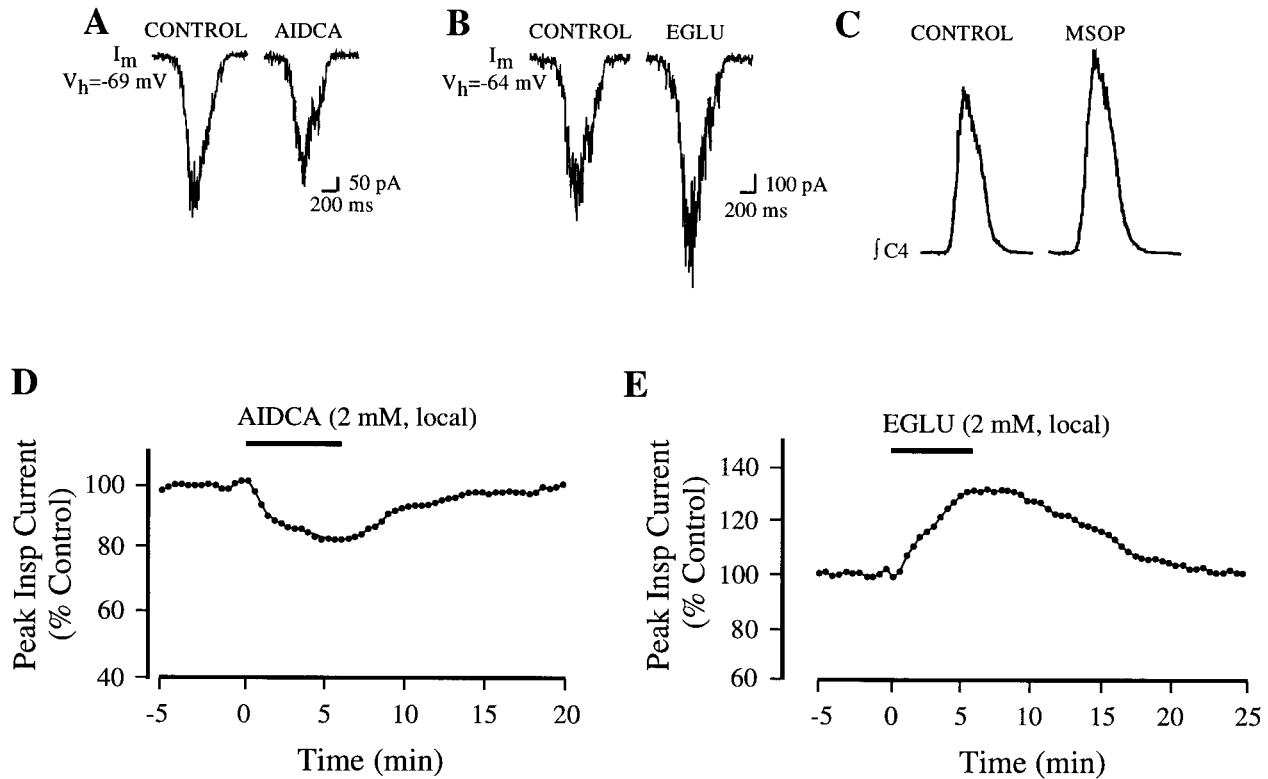 A
CONTROL AIDCA
Im
Vh=-69 mV
50 pA
200 ms
B
CONTROL EGLU
Im
Vh=-64 mV
100 pA
200 ms
C
CONTROL MSOP
∫ C4
D
AIDCA (2 mM, local)
Peak Insp Current
(% Control)
100
80
60
40
-5 0 5 10 15 20
Time (min)
E
EGLU (2 mM, local)
Peak Insp Current
(% Control)
140
120
100
80
60
-5 0 5 10 15 20 25
Time (min)